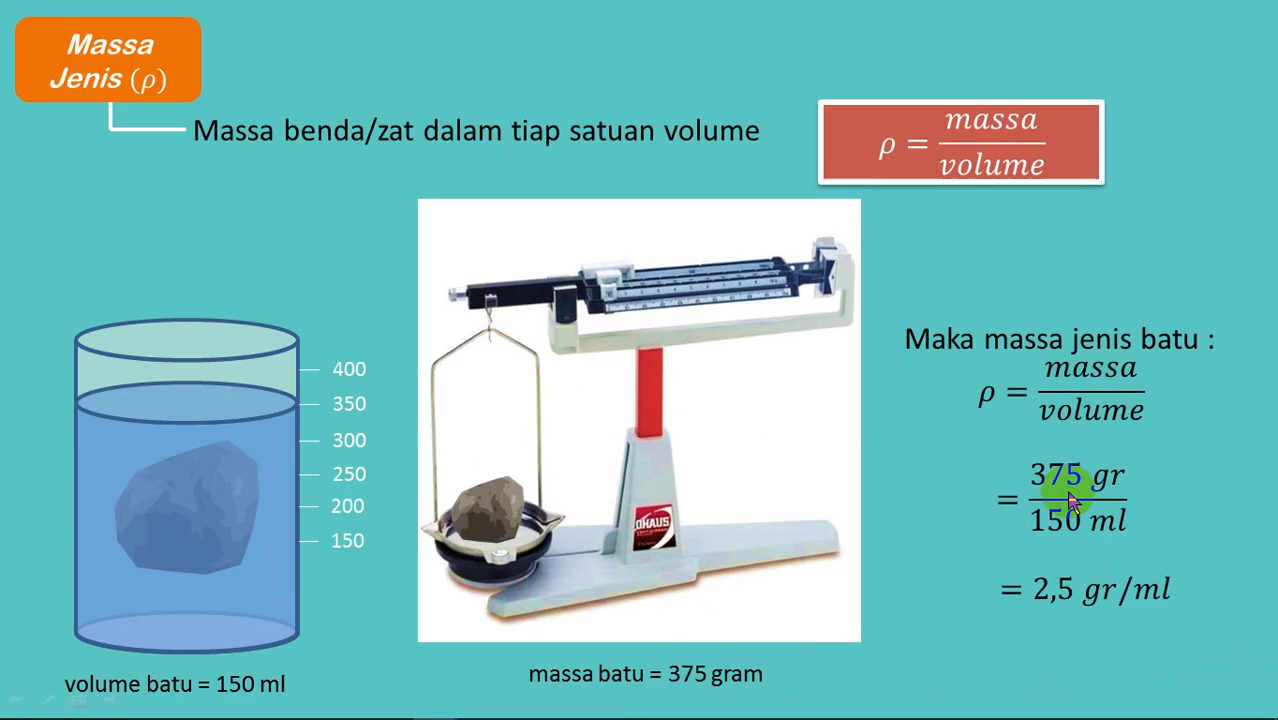 Massa
Jenis (ρ)
Massa benda/zat dalam tiap satuan volume
ρ = massa / volume
400
350
300
250
200
150
volume batu = 150 ml
OHAUS
massa batu = 375 gram
Maka massa jenis batu :
ρ = massa / volume
= 375 gr / 150 ml
= 2,5 gr/ml